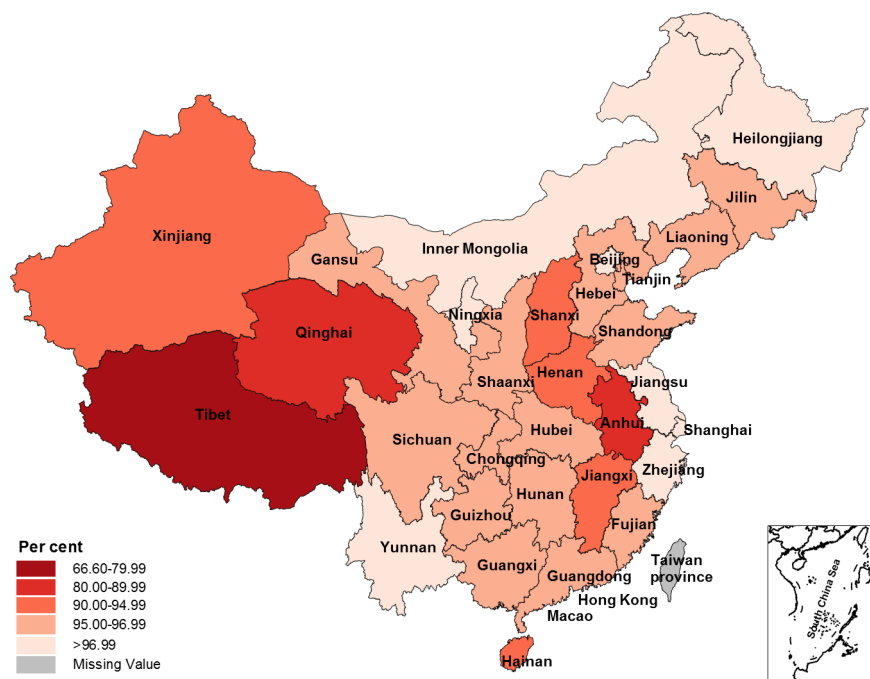 Heilongjiang
Jilin
Xinjiang
Liaoning
Inner Mongolia
Gansu
Beijing
Tianjin
Hebei
Ningxia
Shanxi
Qinghai
Shandong
Henan
Shaanxi
Jiangsu
Tibet
Anhui
Hubei
Shanghai
Sichuan
Chongqing
Zhejiang
Jiangxi
Hunan
Guizhou
Fujian
Yunnan
Taiwan
province
Guangxi
Guangdong
Hong Kong
Macao
Hainan
South China Sea
Per cent
66.60-79.99
80.00-89.99
90.00-94.99
95.00-96.99
>96.99
Missing Value